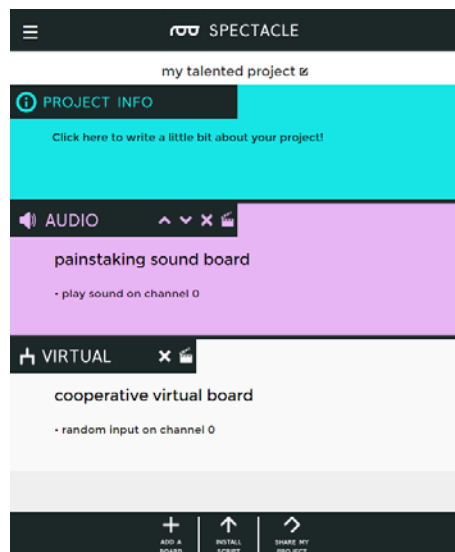 SPECTACLE
my talented project
PROJECT INFO
Click here to write a little bit about your project!
AUDIO
painstaking sound board
• play sound on channel 0
VIRTUAL
cooperative virtual board
• random input on channel 0
ADD A
BOARD
INSTALL
SCRIPT
SHARE MY
PROJECT